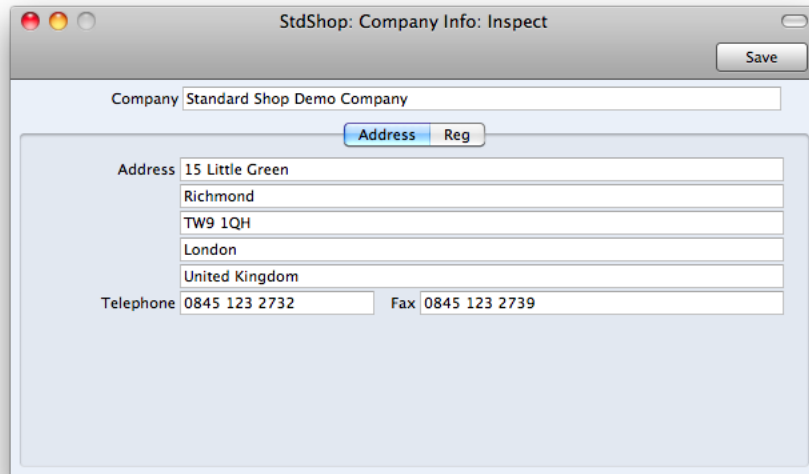 StdShop: Company Info: Inspect
Save
Company Standard Shop Demo Company
Address Reg
Address 15 Little Green
Richmond
TW9 1QH
London
United Kingdom
Telephone 0845 123 2732 Fax 0845 123 2739